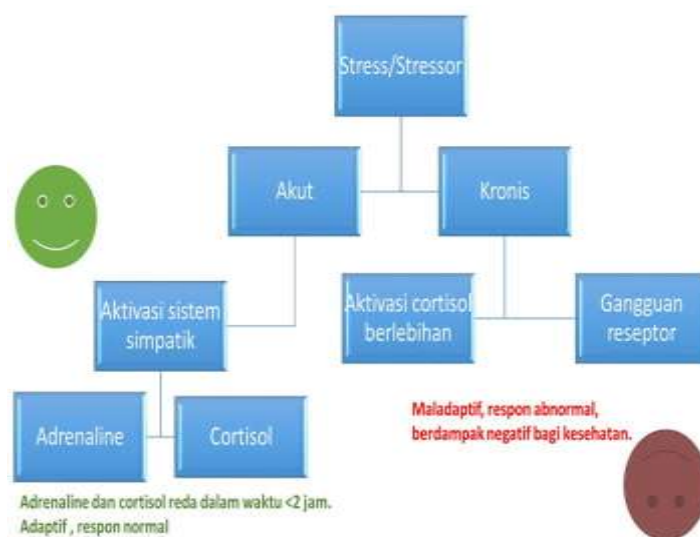 Stress/Stressor
Akut
Kronis
Aktivasi sistem
simpatik
Aktivasi cortisol
berlebihan
Gangguan
reseptor
Adrenaline
Cortisol
Maladaptif, respon abnormal,
berdampak negatif bagi kesehatan.
Adrenaline dan cortisol reda dalam waktu <2 jam.
Adaptif , respon normal